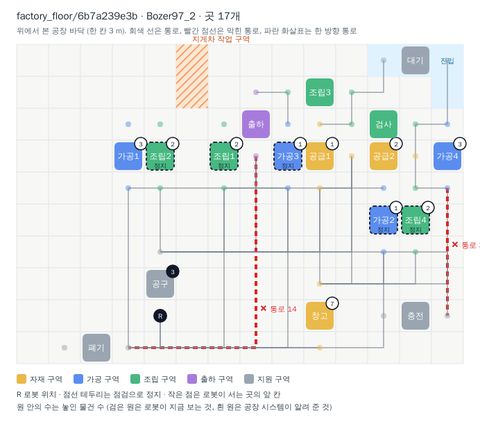 factory_floor/6b7a239e3b · Bozer97_2 · 곳 17개
위에서 본 공장 바닥 (한 칸 3 m). 회색 선은 통로, 빨간 점선은 막힌 통로, 파란 화살표는 한 방향 통로
지게차 작업 구역
대기
조립3
출하
검사
3
가공1
2
조립2
정지
2
조립1
정지
1
가공3
정지
1
공급1
2
공급2
3
가공4
1
가공2
정지
2
조립4
정지
✖ 통로
3
공구
R
✖ 통로 14
7
창고
충전
폐기
자재 구역
가공 구역
조립 구역
출하 구역
지원 구역
R 로봇 위치 · 점선 테두리는 점검으로 정지 · 작은 점은 로봇이 서는 곳의 앞 칸
원 안의 수는 놓인 물건 수 (검은 원은 로봇이 지금 보는 것, 흰 원은 공장 시스템이 알려 준 것)